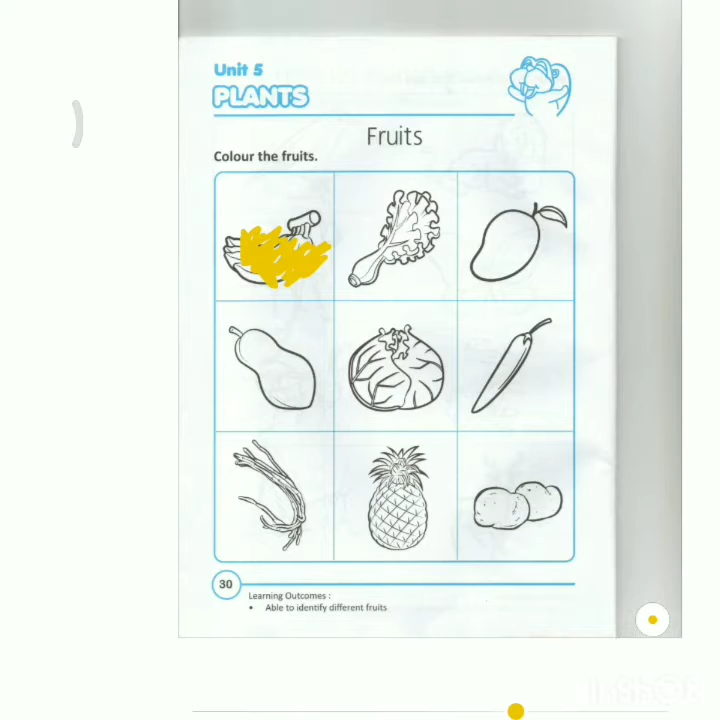 Unit 5
PLANTS
Fruits
Colour the fruits.
30
Learning Outcomes :
• Able to identify different fruits